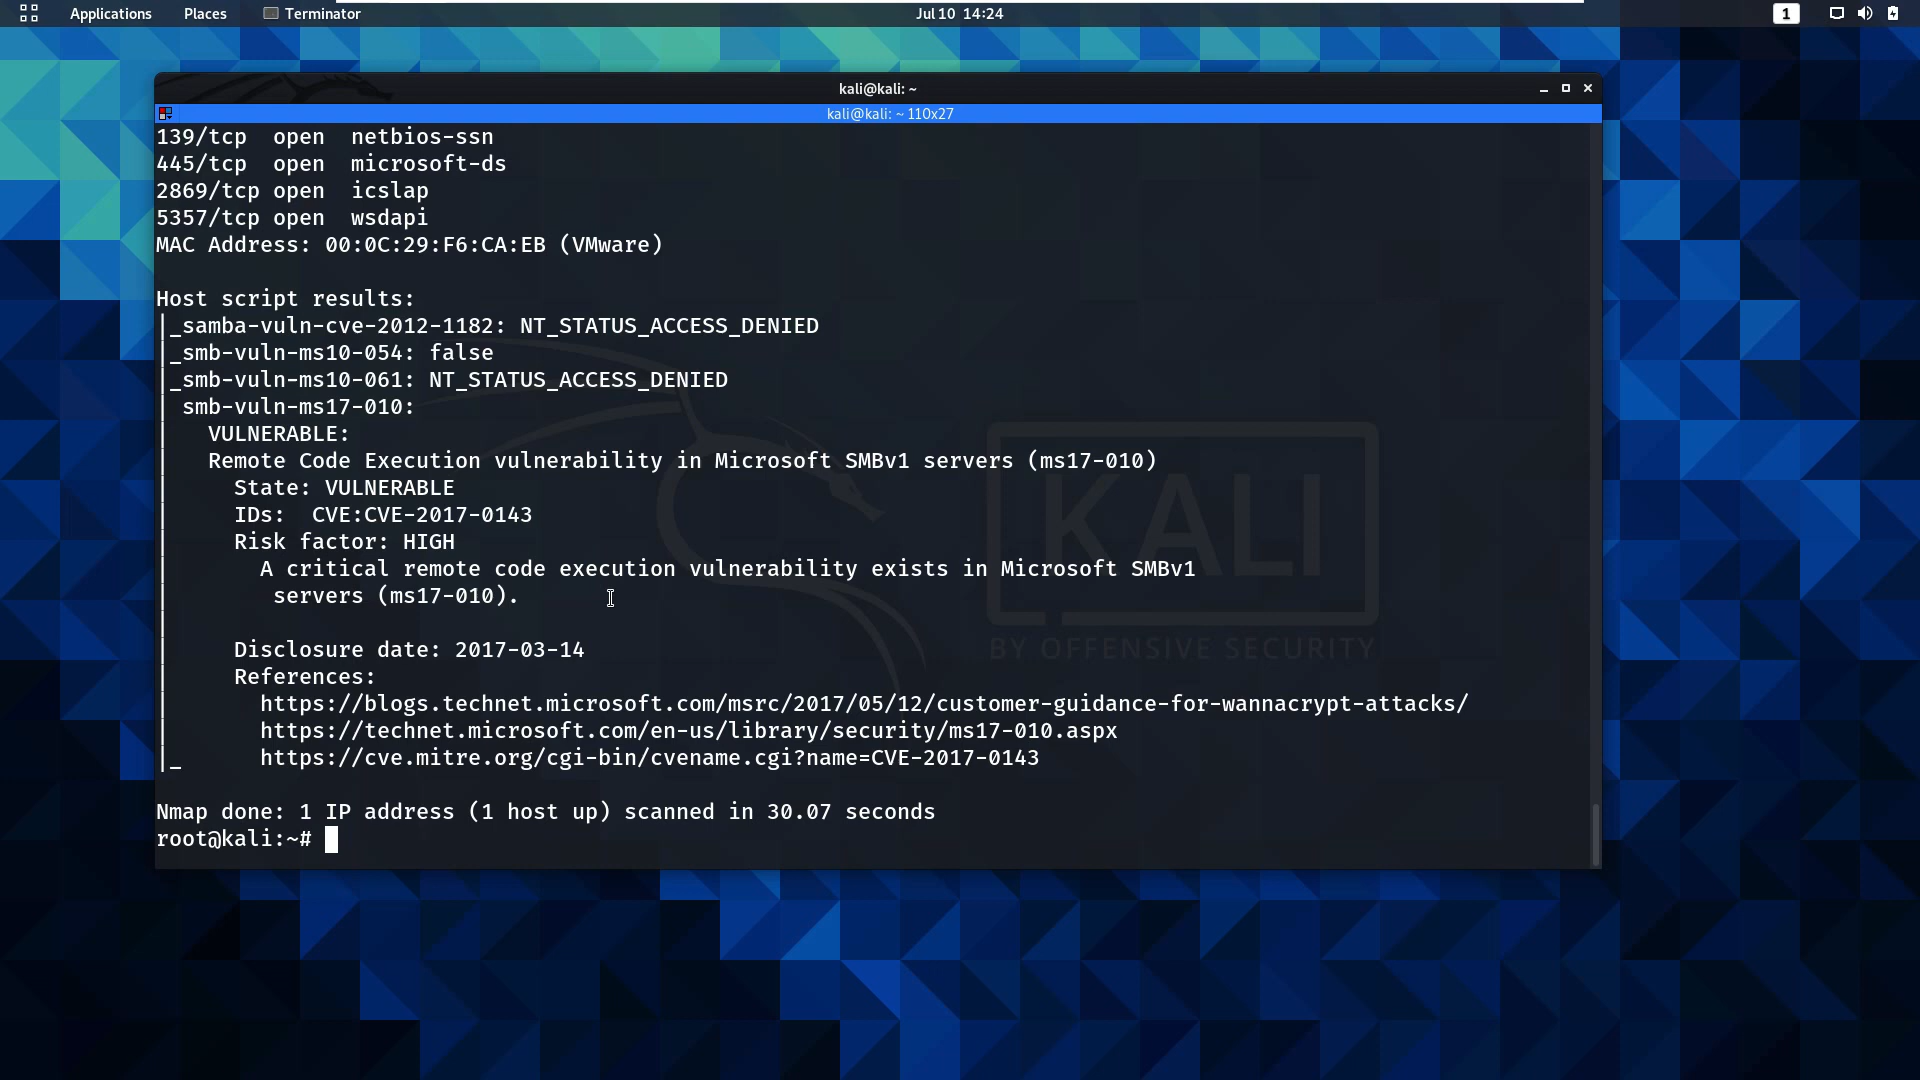 Applications Places Terminator Jul 10 14:24 1
kali@kali: ~
kali@kali: ~ 110x27
139/tcp  open  netbios-ssn
445/tcp  open  microsoft-ds
2869/tcp open  icslap
5357/tcp open  wsdapi
MAC Address: 00:0C:29:F6:CA:EB (VMware)
Host script results:
|_samba-vuln-cve-2012-1182: NT_STATUS_ACCESS_DENIED
|_smb-vuln-ms10-054: false
|_smb-vuln-ms10-061: NT_STATUS_ACCESS_DENIED
| smb-vuln-ms17-010:
|   VULNERABLE:
|   Remote Code Execution vulnerability in Microsoft SMBv1 servers (ms17-010)
|     State: VULNERABLE
|     IDs:  CVE:CVE-2017-0143
|     Risk factor: HIGH
|       A critical remote code execution vulnerability exists in Microsoft SMBv1
|        servers (ms17-010).
|
|     Disclosure date: 2017-03-14
|     References:
|       https://blogs.technet.microsoft.com/msrc/2017/05/12/customer-guidance-for-wannacrypt-attacks/
|       https://technet.microsoft.com/en-us/library/security/ms17-010.aspx
|_      https://cve.mitre.org/cgi-bin/cvename.cgi?name=CVE-2017-0143
Nmap done: 1 IP address (1 host up) scanned in 30.07 seconds
root@kali:~#
KALI
BY OFFENSIVE SECURITY